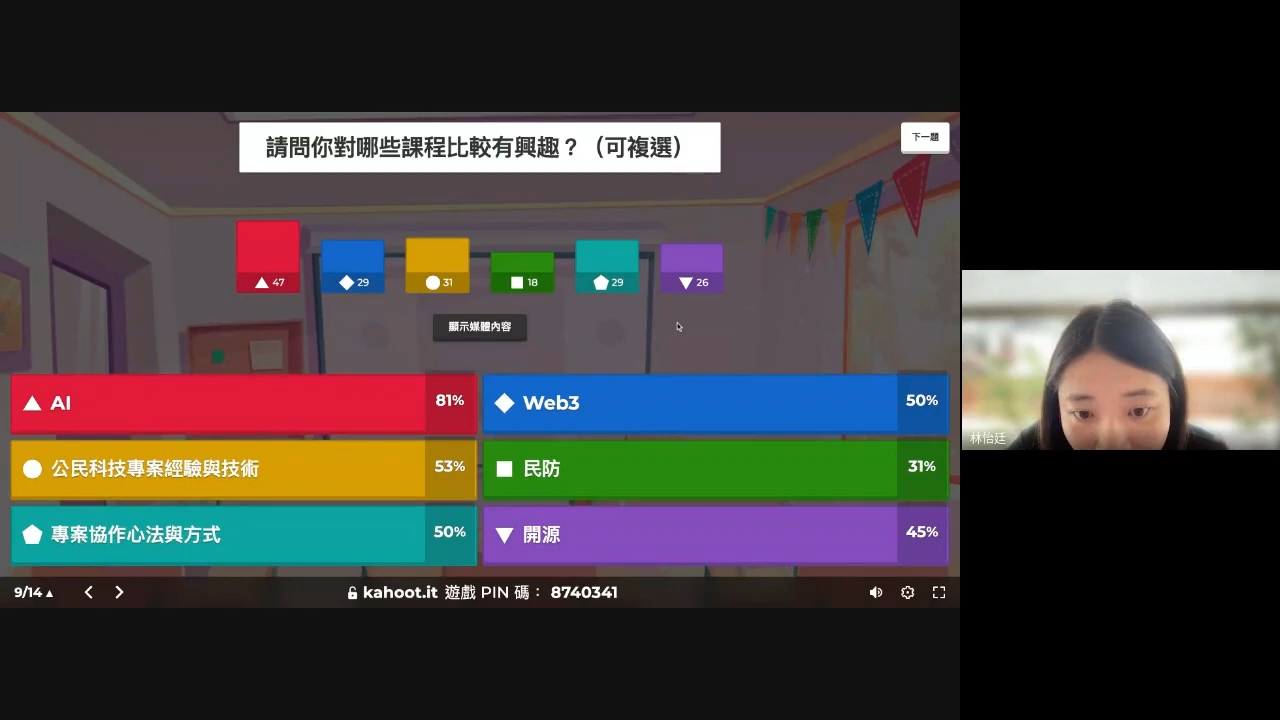 請問你對哪些課程比較有興趣？（可複選）
下一題
47
29
31
18
29
26
顯示媒體內容
AI 81%
Web3 50%
公民科技專案經驗與技術 53%
民防 31%
專案協作心法與方式 50%
開源 45%
林怡廷
9/14
kahoot.it 遊戲 PIN 碼： 8740341